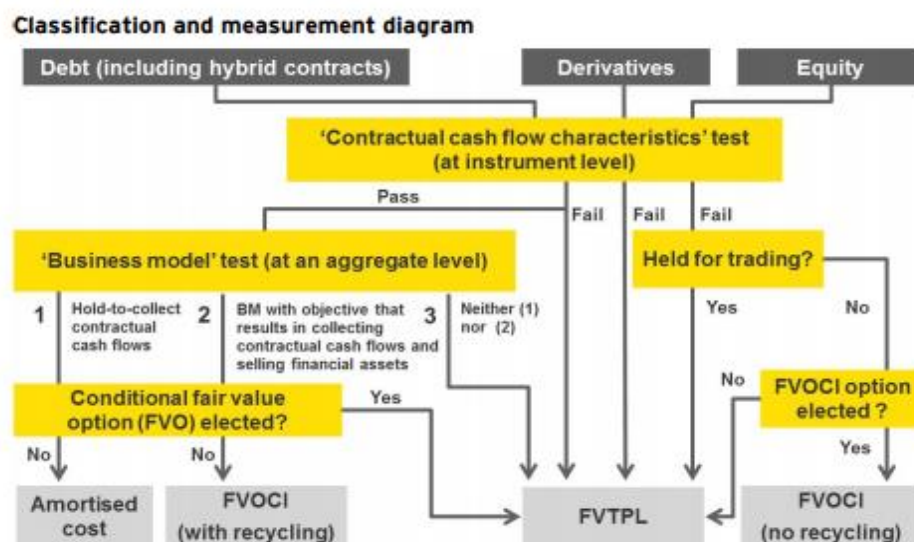 Classification and measurement diagram
Debt (including hybrid contracts)
Derivatives
Equity
‘Contractual cash flow characteristics’ test
(at instrument level)
Pass
Fail
Fail
Fail
‘Business model’ test (at an aggregate level)
Held for trading?
1
Hold-to-collect
contractual
cash flows
2
BM with objective that
results in collecting
contractual cash flows and
selling financial assets
3
Neither (1)
nor (2)
Yes
No
Conditional fair value
option (FVO) elected?
Yes
No
FVOCI option
elected ?
No
No
Yes
Amortised
cost
FVOCI
(with recycling)
FVTPL
FVOCI
(no recycling)